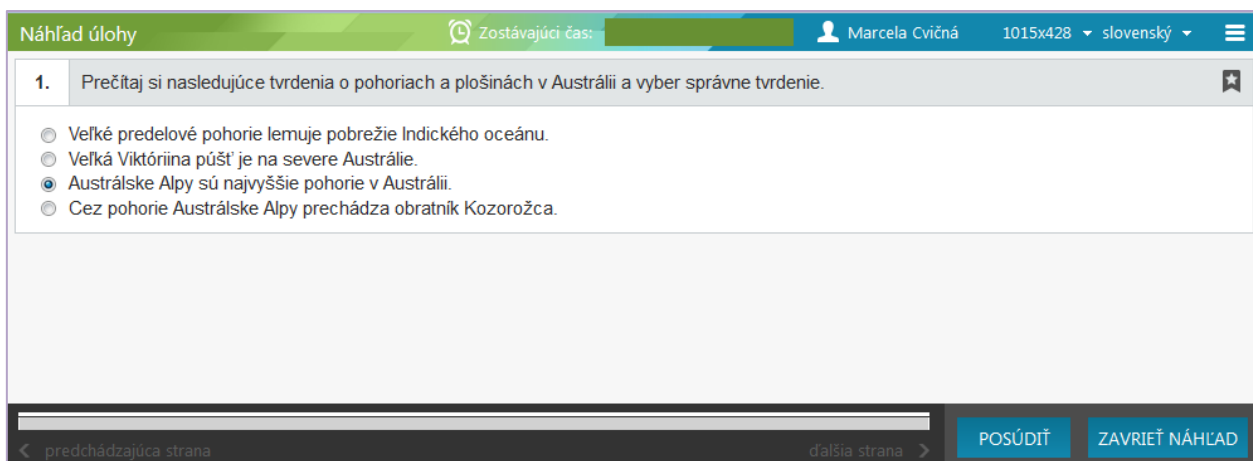 Náhľad úlohy
Zostávajúci čas:
Marcela Cvičná
1015x428
slovenský
1. Prečítaj si nasledujúce tvrdenia o pohoriach a plošinách v Austrálii a vyber správne tvrdenie.
Veľké predelové pohorie lemuje pobrežie Indického oceánu.
Veľká Viktóriina púšť je na severe Austrálie.
Austrálske Alpy sú najvyššie pohorie v Austrálii.
Cez pohorie Austrálske Alpy prechádza obratník Kozorožca.
predchádzajúca strana
ďalšia strana
POSÚDIŤ
ZAVRIEŤ NÁHĽAD